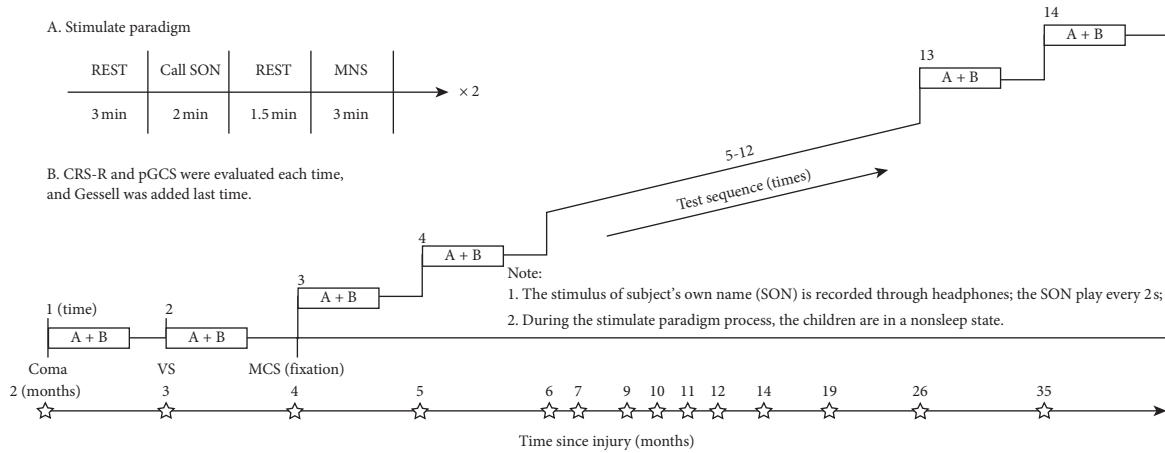 A. Stimulate paradigm
REST Call SON REST MNS
× 2
3 min 2 min 1.5 min 3 min
B. CRS-R and pGCS were evaluated each time,
and Gessell was added last time.
14
A + B
13
A + B
5-12
Test sequence (times)
4
A + B
3
A + B
Note:
1. The stimulus of subject's own name (SON) is recorded through headphones; the SON play every 2 s;
2. During the stimulate paradigm process, the children are in a nonsleep state.
1 (time) 2
A + B A + B
Coma VS MCS (fixation)
2 (months) 3 4 5 6 7 9 10 11 12 14 19 26 35
Time since injury (months)